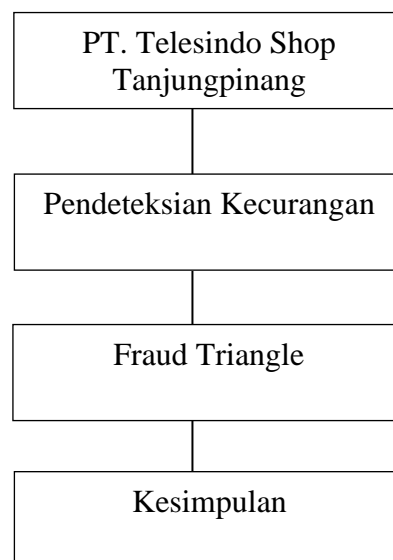 PT. Telesindo Shop
Tanjungpinang
Pendeteksian Kecurangan
Fraud Triangle
Kesimpulan